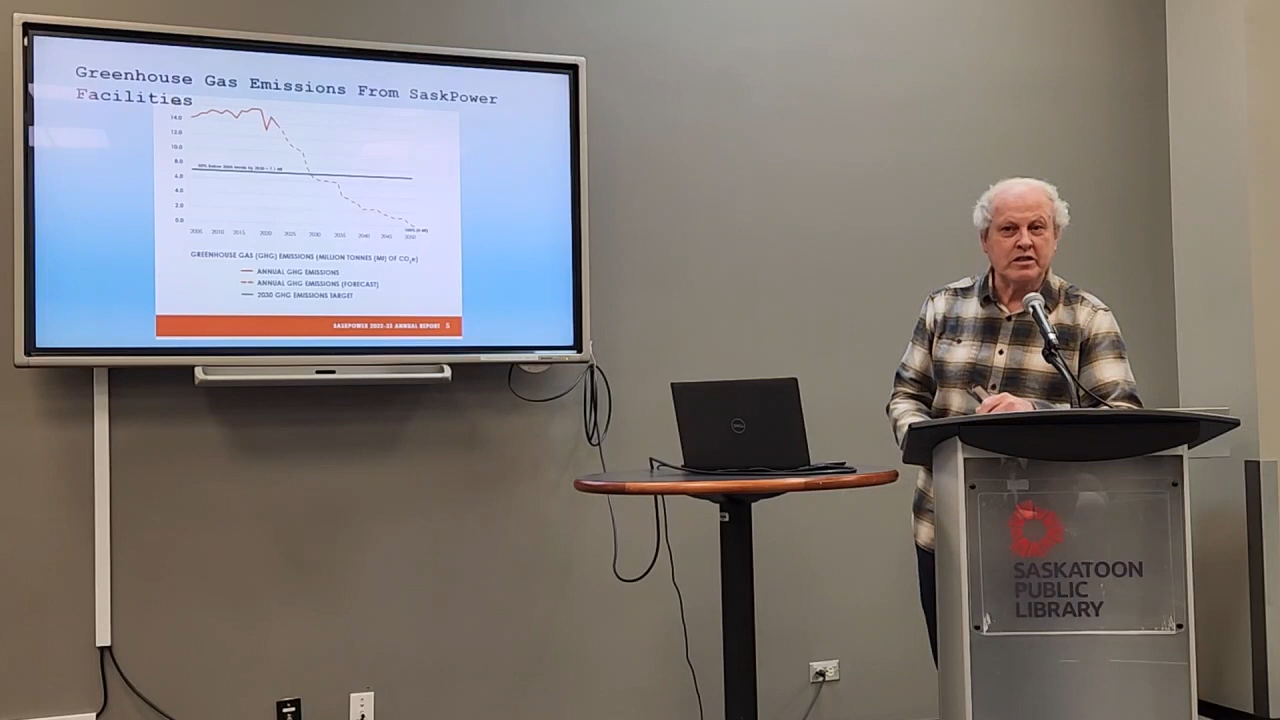 Greenhouse Gas Emissions From SaskPower
Facilities
14.0
12.0
10.0
8.0
6.0
4.0
2.0
0.0
2005 2010 2015 2020 2025 2030 2035 2040 2045 2050
GREENHOUSE GAS (GHG) EMISSIONS (MILLION TONNES (Mt) OF CO₂e)
ANNUAL GHG EMISSIONS
ANNUAL GHG EMISSIONS (FORECAST)
2030 GHG EMISSIONS TARGET
SASKPOWER 2022-23 ANNUAL REPORT 5
DELL
SASKATOON
PUBLIC
LIBRARY